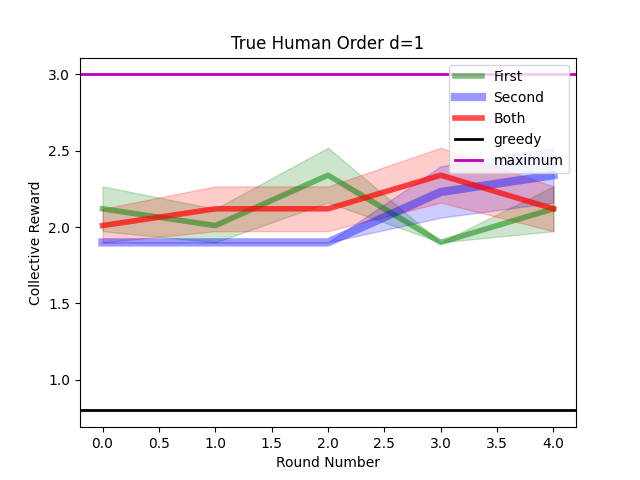 True Human Order d=1
3.0
2.5
2.0
1.5
1.0
Collective Reward
First
Second
Both
greedy
maximum
0.0 0.5 1.0 1.5 2.0 2.5 3.0 3.5 4.0
Round Number